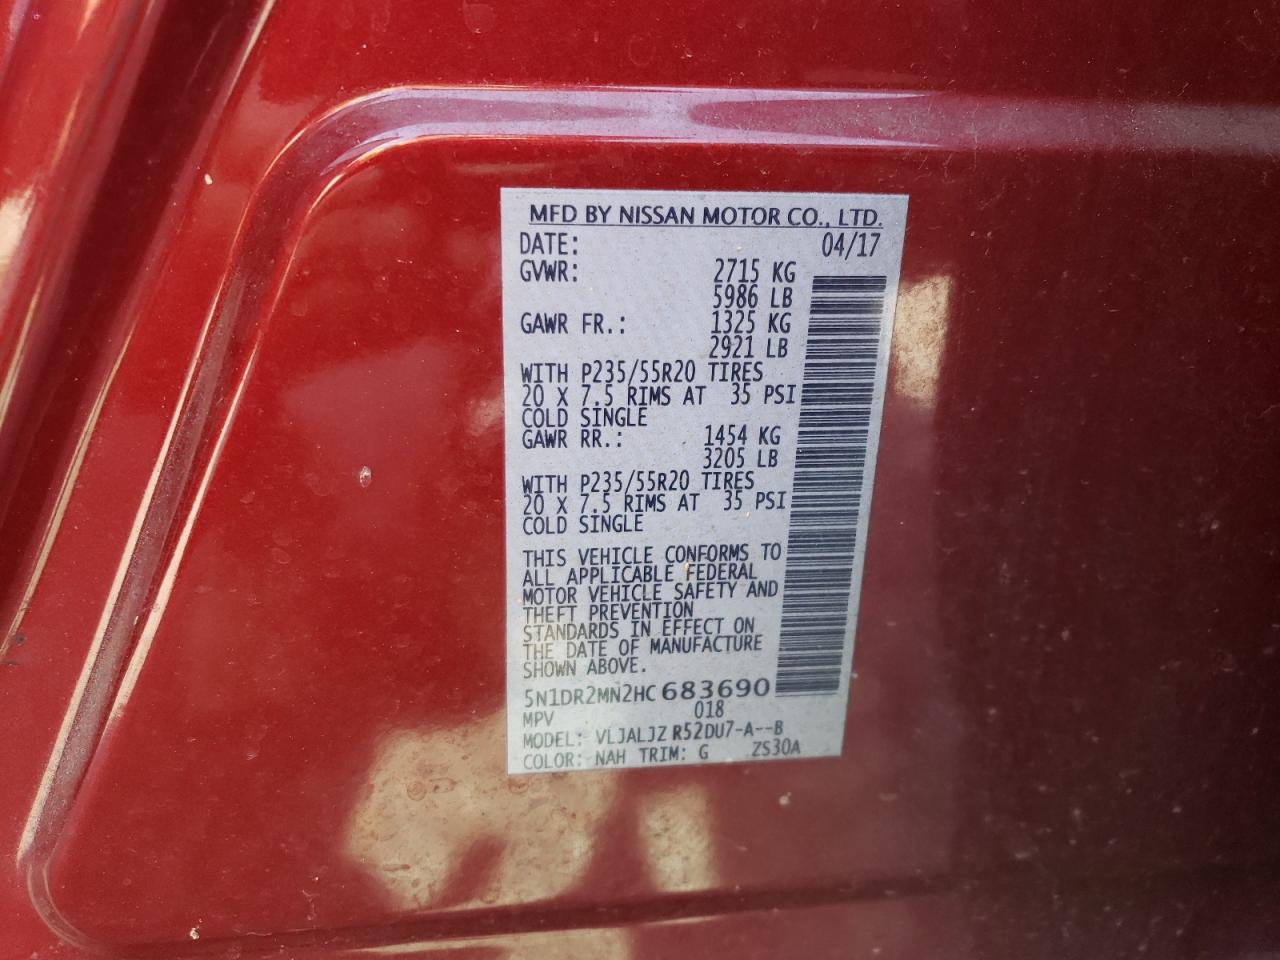 MFD BY NISSAN MOTOR CO., LTD.
DATE: 04/17
GVWR: 2715 KG
5986 LB
GAWR FR.: 1325 KG
2921 LB
WITH P235/55R20 TIRES
20 X 7.5 RIMS AT 35 PSI
COLD SINGLE
GAWR RR.: 1454 KG
3205 LB
WITH P235/55R20 TIRES
20 X 7.5 RIMS AT 35 PSI
COLD SINGLE
THIS VEHICLE CONFORMS TO
ALL APPLICABLE FEDERAL
MOTOR VEHICLE SAFETY AND
THEFT PREVENTION
STANDARDS IN EFFECT ON
THE DATE OF MANUFACTURE
SHOWN ABOVE.
5N1DR2MN2HC683690
MPV 018
MODEL: VLJALJZ R52DU7-A--B
COLOR: NAH TRIM: G ZS30A